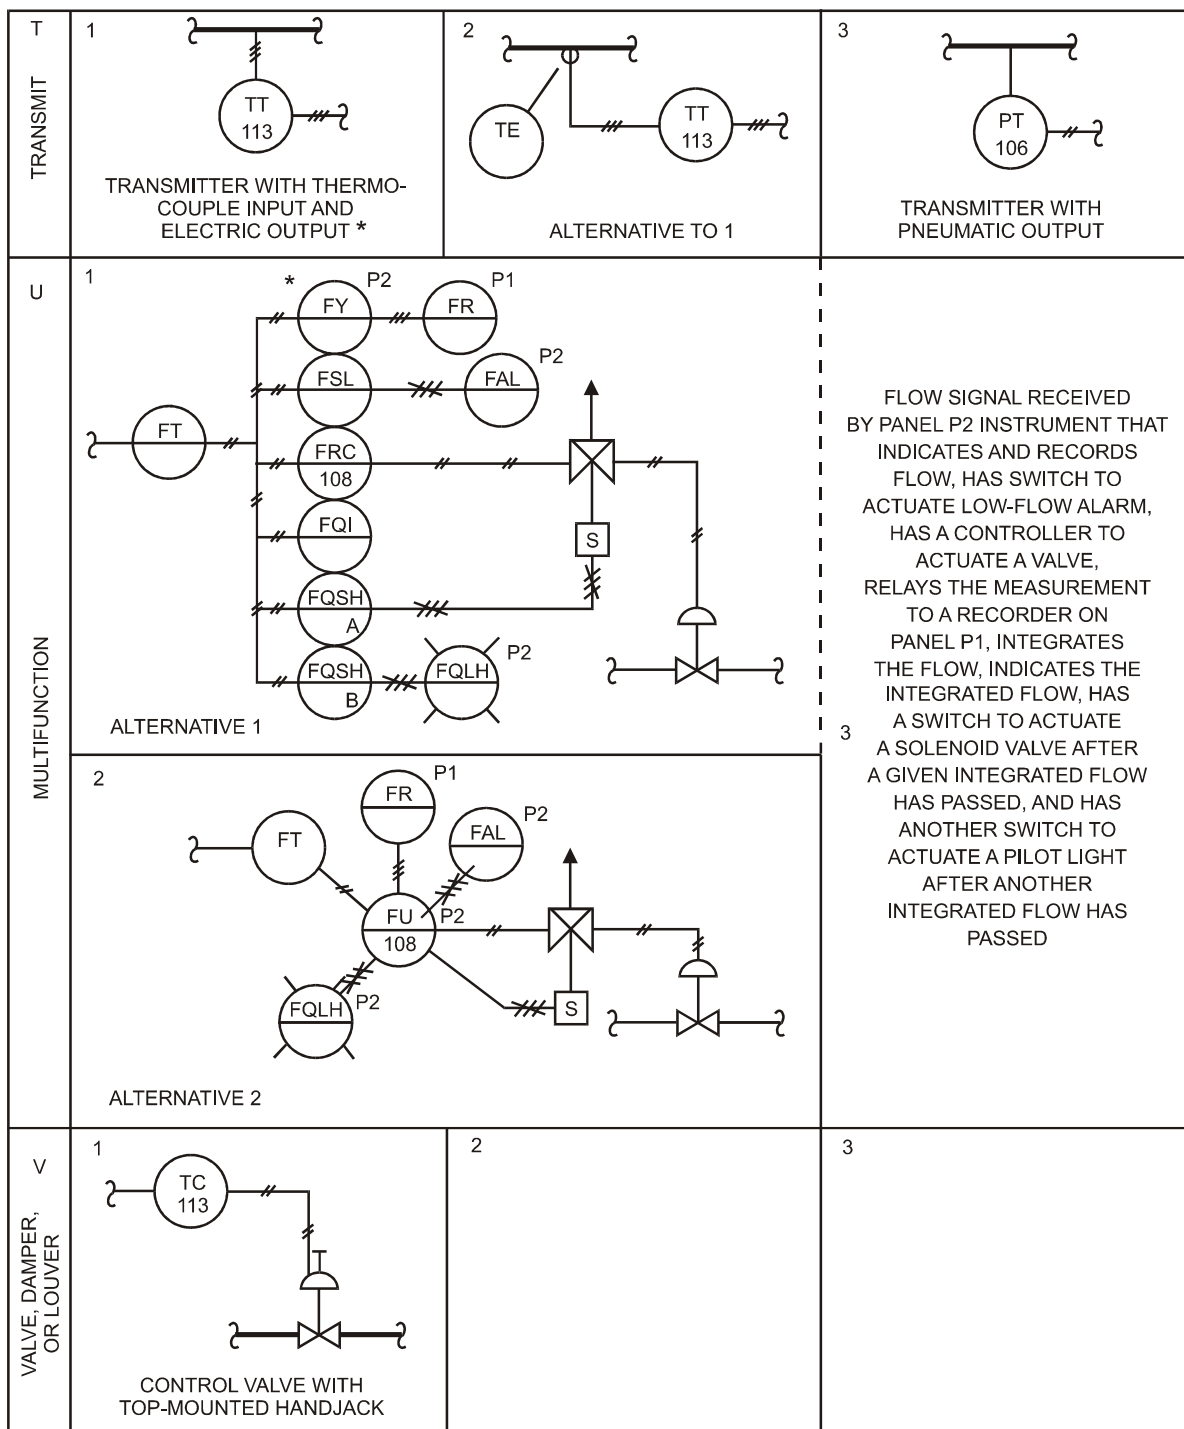 T
TRANSMIT
1
TT
113
TRANSMITTER WITH THERMO-
COUPLE INPUT AND
ELECTRIC OUTPUT *
2
TE
TT
113
ALTERNATIVE TO 1
3
PT
106
TRANSMITTER WITH
PNEUMATIC OUTPUT
U
MULTIFUNCTION
1
*
FY
P2
FR
P1
FSL
FAL
P2
FT
FRC
108
FQI
S
FQSH
A
FQSH
B
FQLH
P2
ALTERNATIVE 1
2
FR
P1
FT
FAL
P2
FU
108
P2
FQLH
P2
S
ALTERNATIVE 2
3
FLOW SIGNAL RECEIVED
BY PANEL P2 INSTRUMENT THAT
INDICATES AND RECORDS
FLOW, HAS SWITCH TO
ACTUATE LOW-FLOW ALARM,
HAS A CONTROLLER TO
ACTUATE A VALVE,
RELAYS THE MEASUREMENT
TO A RECORDER ON
PANEL P1, INTEGRATES
THE FLOW, INDICATES THE
INTEGRATED FLOW, HAS
A SWITCH TO ACTUATE
A SOLENOID VALVE AFTER
A GIVEN INTEGRATED FLOW
HAS PASSED, AND HAS
ANOTHER SWITCH TO
ACTUATE A PILOT LIGHT
AFTER ANOTHER
INTEGRATED FLOW HAS
PASSED
V
VALVE, DAMPER,
OR LOUVER
1
TC
113
CONTROL VALVE WITH
TOP-MOUNTED HANDJACK
2
3